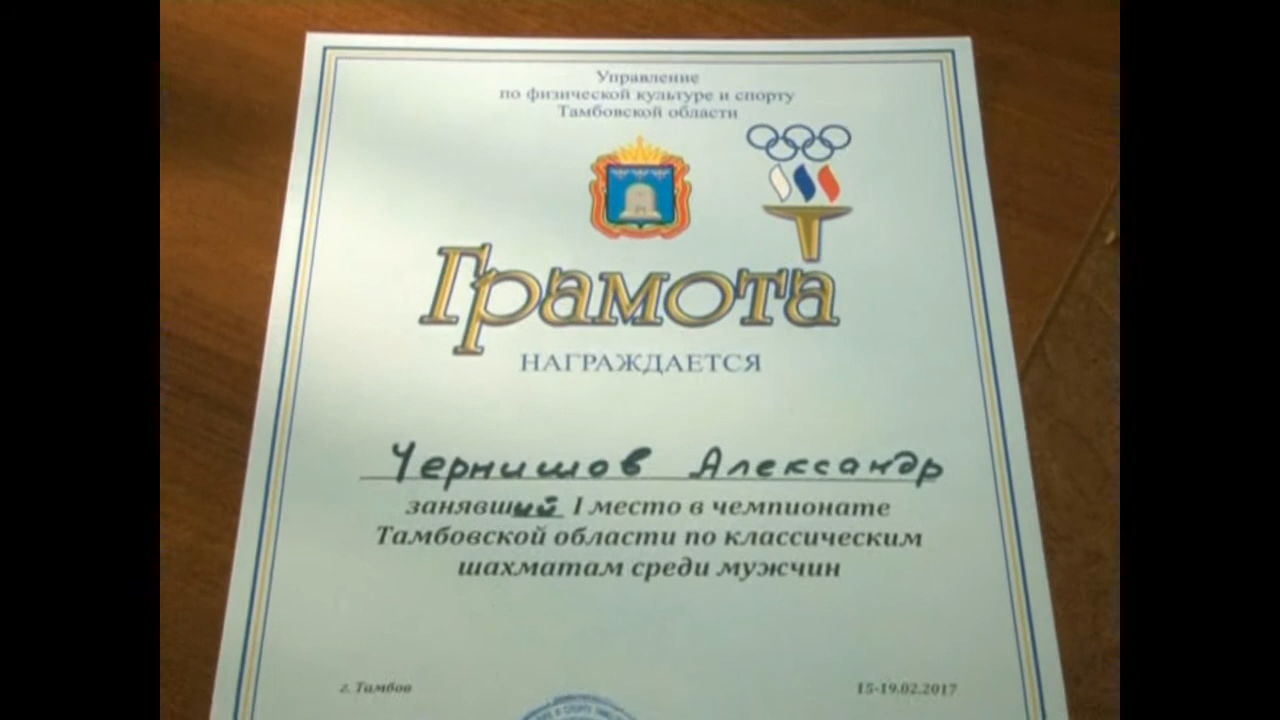 Управление
по физической культуре и спорту
Тамбовской области
Грамота
НАГРАЖДАЕТСЯ
Чернишов Александр
занявший I место в чемпионате
Тамбовской области по классическим
шахматам среди мужчин
г. Тамбов 15-19.02.2017